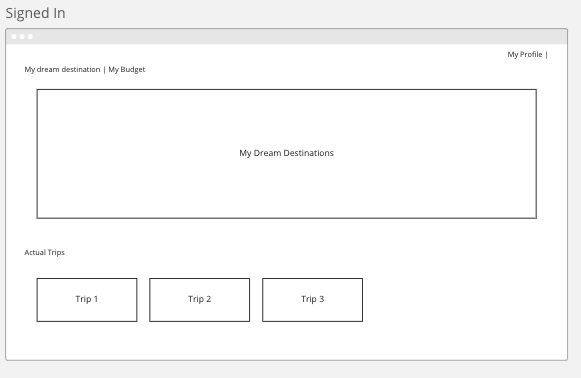 Signed In
My Profile |
My dream destination | My Budget
My Dream Destinations
Actual Trips
Trip 1
Trip 2
Trip 3